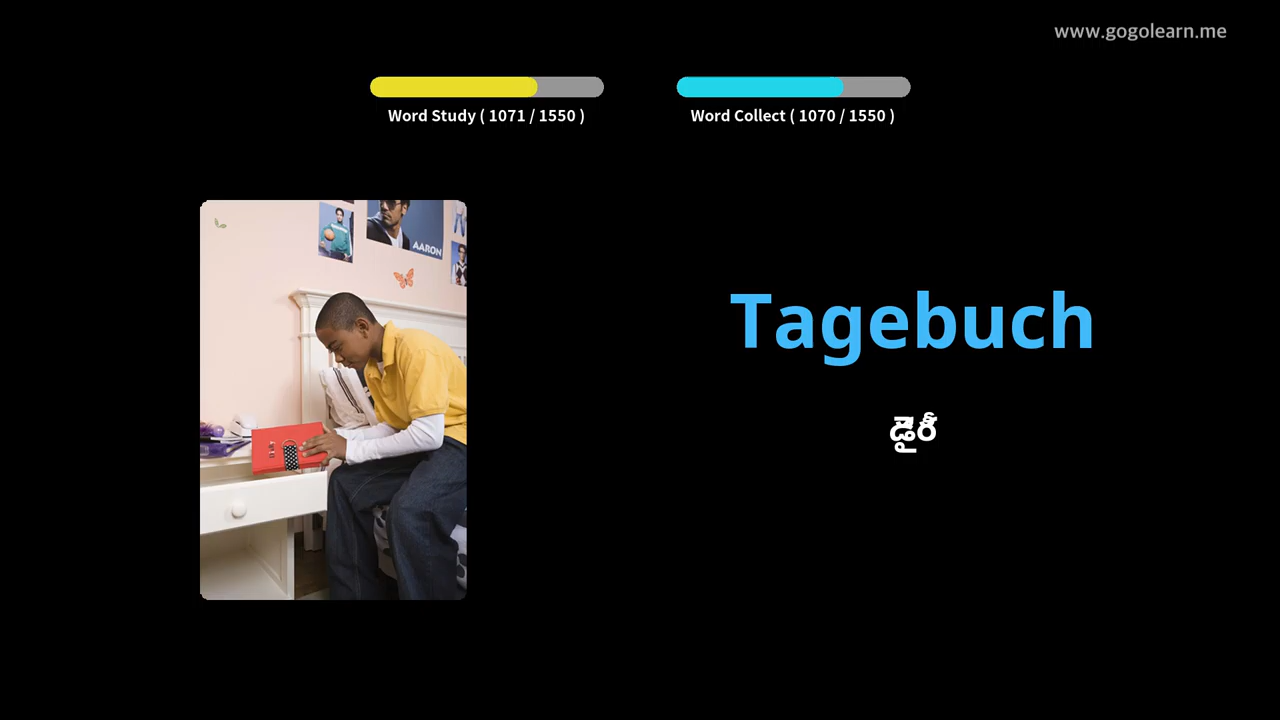 www.gogolearn.me
Word Study ( 1071 / 1550 )
Word Collect ( 1070 / 1550 )
AARON
Tagebuch
డైరీ